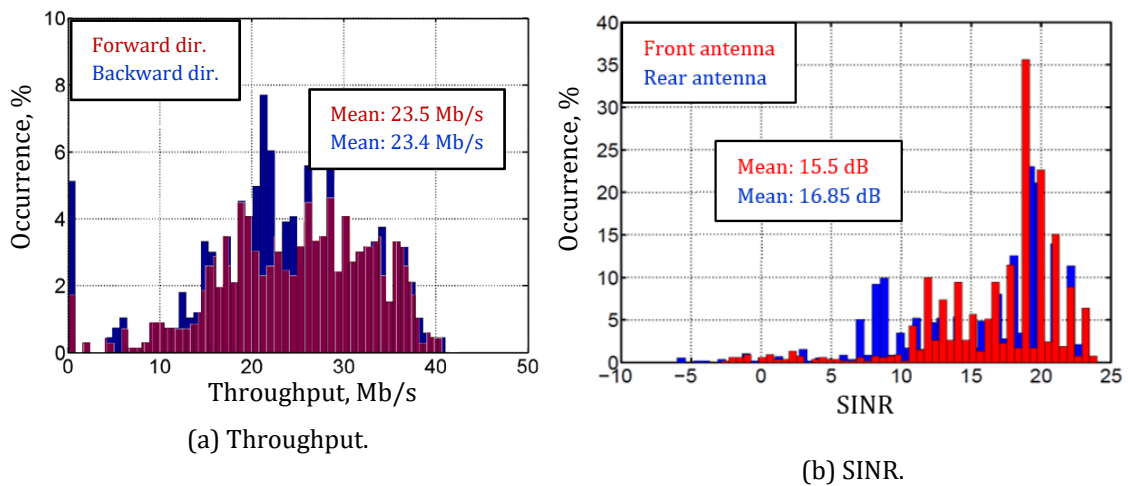 10
8
6
4
2
0
Occurrence, %
Forward dir.
Backward dir.
Mean: 23.5 Mb/s
Mean: 23.4 Mb/s
0
10
20
30
40
50
Throughput, Mb/s
(a) Throughput.
40
35
30
25
20
15
10
5
0
Occurrence, %
Front antenna
Rear antenna
Mean: 15.5 dB
Mean: 16.85 dB
−10
−5
0
5
10
15
20
25
SINR
(b) SINR.